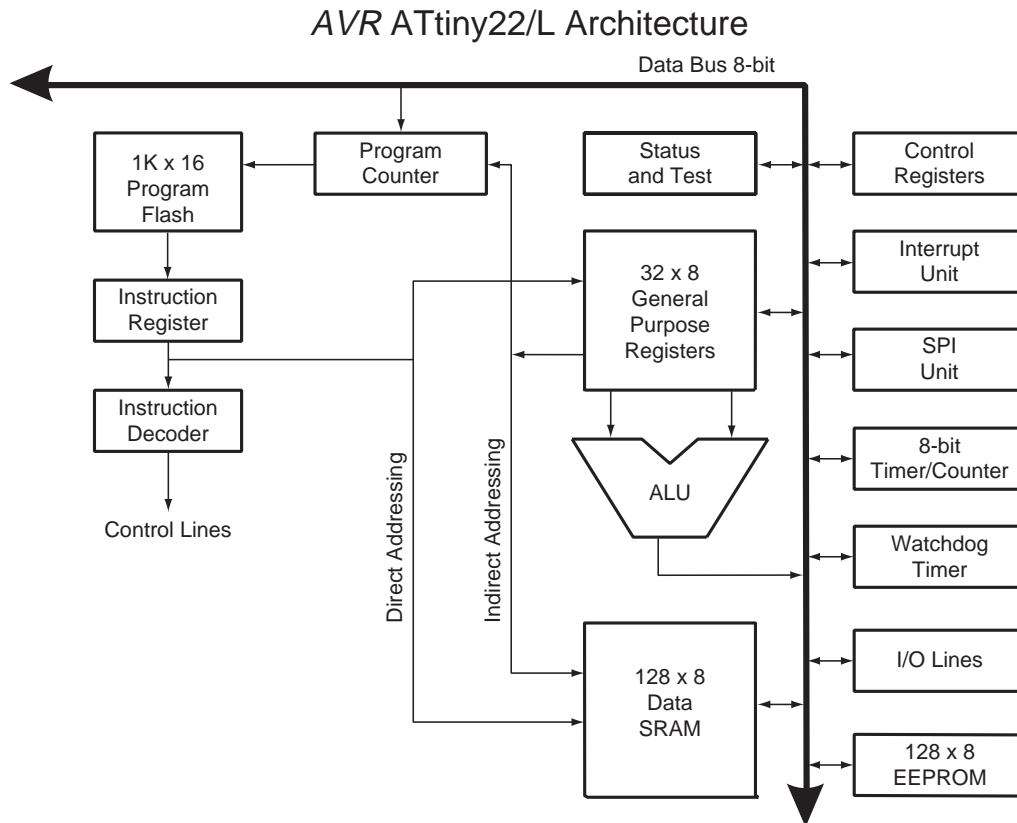 AVR ATtiny22/L Architecture
Data Bus 8-bit
1K x 16
Program
Flash
Program
Counter
Status
and Test
Control
Registers
Instruction
Register
32 x 8
General
Purpose
Registers
Interrupt
Unit
SPI
Unit
Instruction
Decoder
ALU
8-bit
Timer/Counter
Control Lines
Direct Addressing
Indirect Addressing
Watchdog
Timer
128 x 8
Data
SRAM
I/O Lines
128 x 8
EEPROM